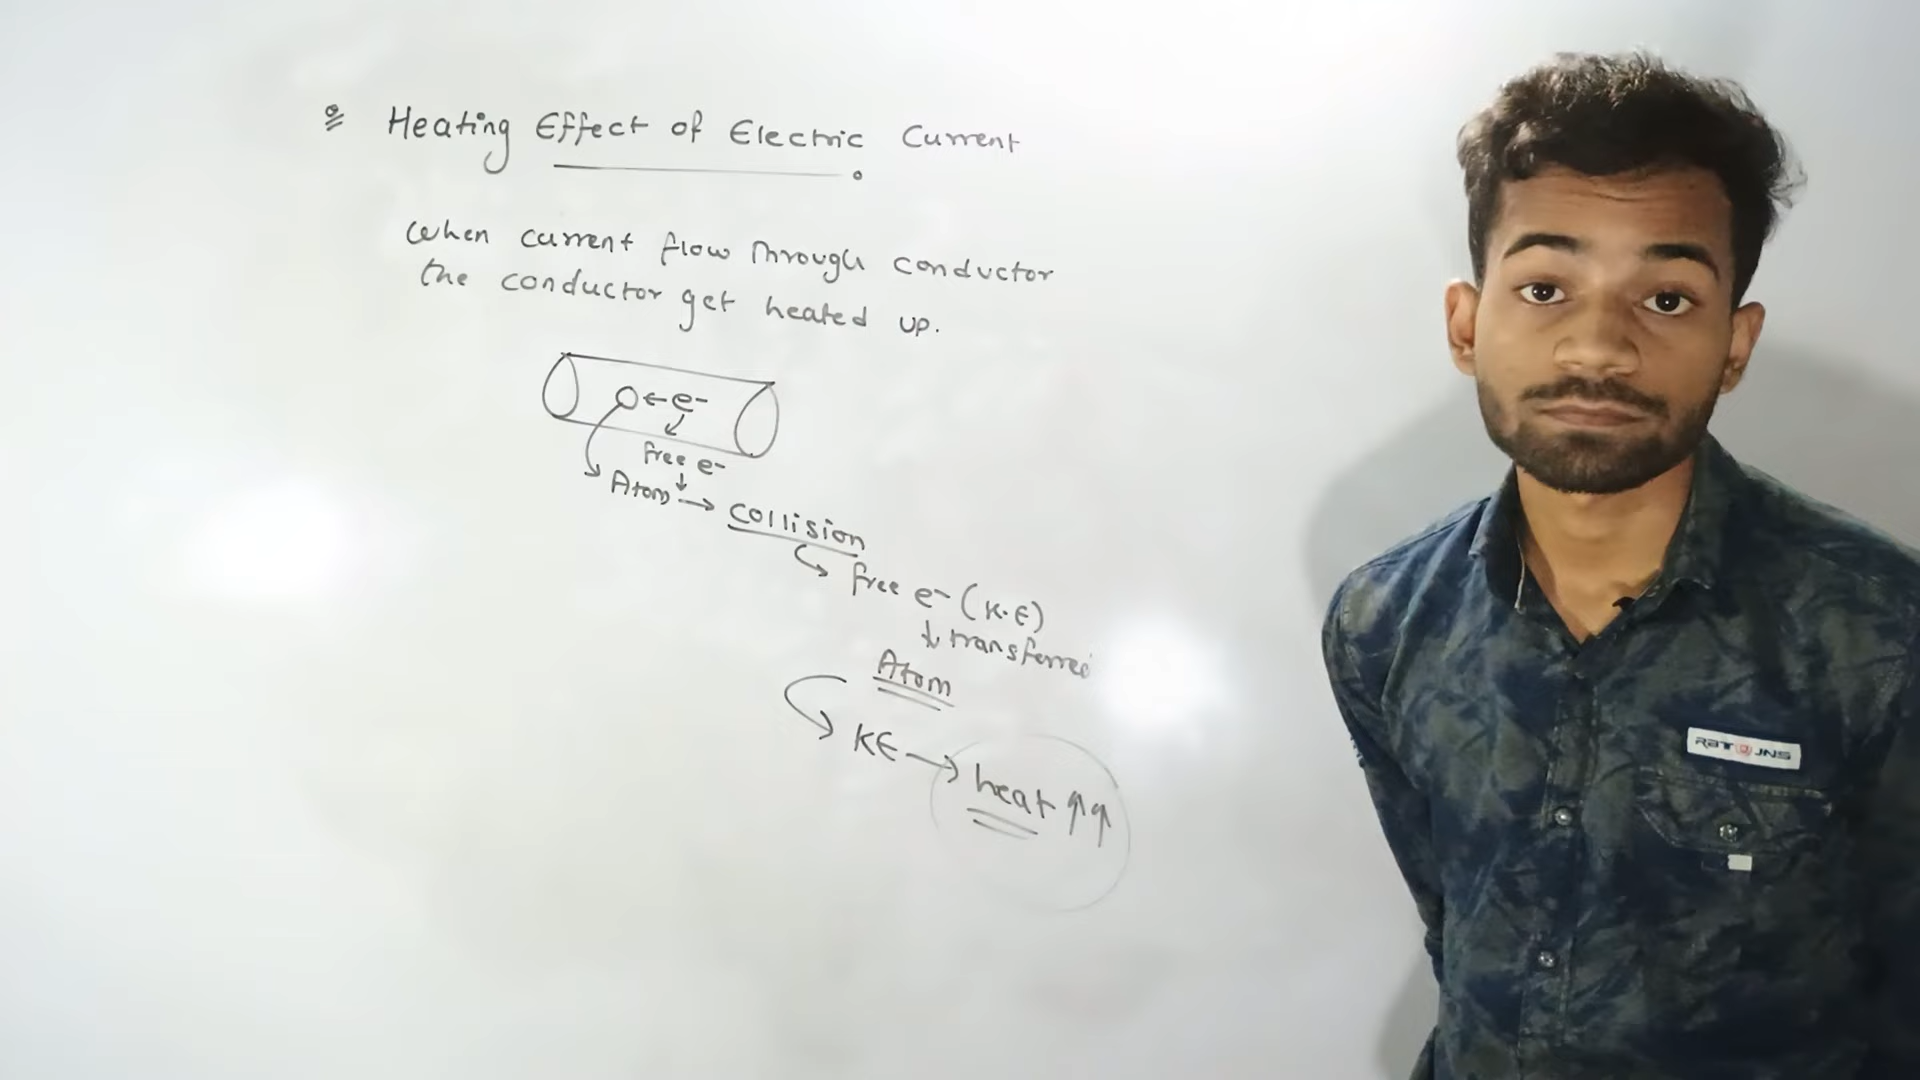 Heating Effect of Electric Current
When current flow through conductor
the conductor get heated up.
← e-
free e-
Atom → collision
free e- (K.E)
↓ transferred
Atom
KE → heat ↑↑